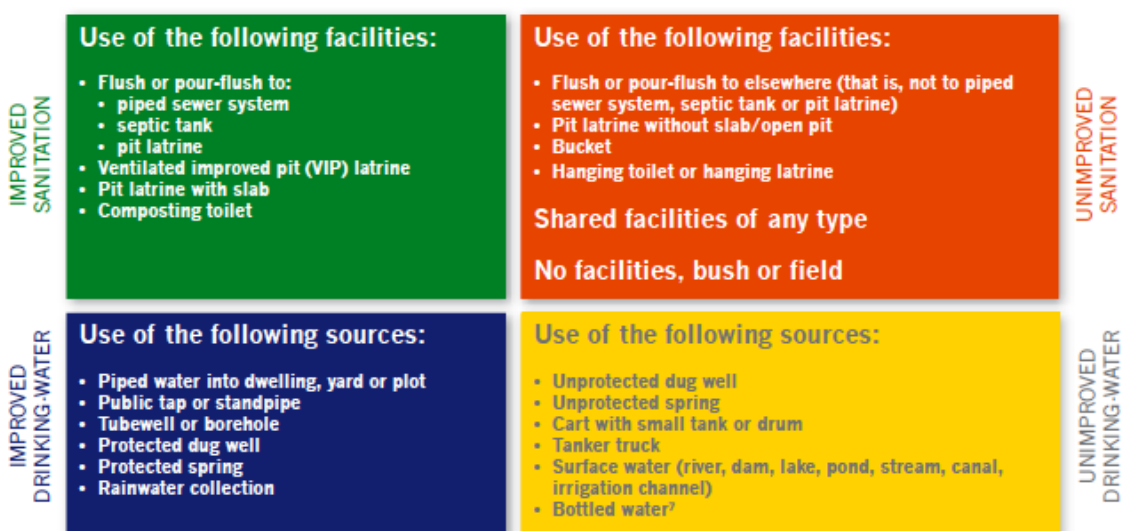 IMPROVED
SANITATION
Use of the following facilities:
• Flush or pour-flush to:
• piped sewer system
• septic tank
• pit latrine
• Ventilated improved pit (VIP) latrine
• Pit latrine with slab
• Composting toilet
Use of the following facilities:
• Flush or pour-flush to elsewhere (that is, not to piped
sewer system, septic tank or pit latrine)
• Pit latrine without slab/open pit
• Bucket
• Hanging toilet or hanging latrine
Shared facilities of any type
No facilities, bush or field
UNIMPROVED
SANITATION
IMPROVED
DRINKING-WATER
Use of the following sources:
• Piped water into dwelling, yard or plot
• Public tap or standpipe
• Tubewell or borehole
• Protected dug well
• Protected spring
• Rainwater collection
Use of the following sources:
• Unprotected dug well
• Unprotected spring
• Cart with small tank or drum
• Tanker truck
• Surface water (river, dam, lake, pond, stream, canal,
irrigation channel)
• Bottled water⁷
UNIMPROVED
DRINKING-WATER